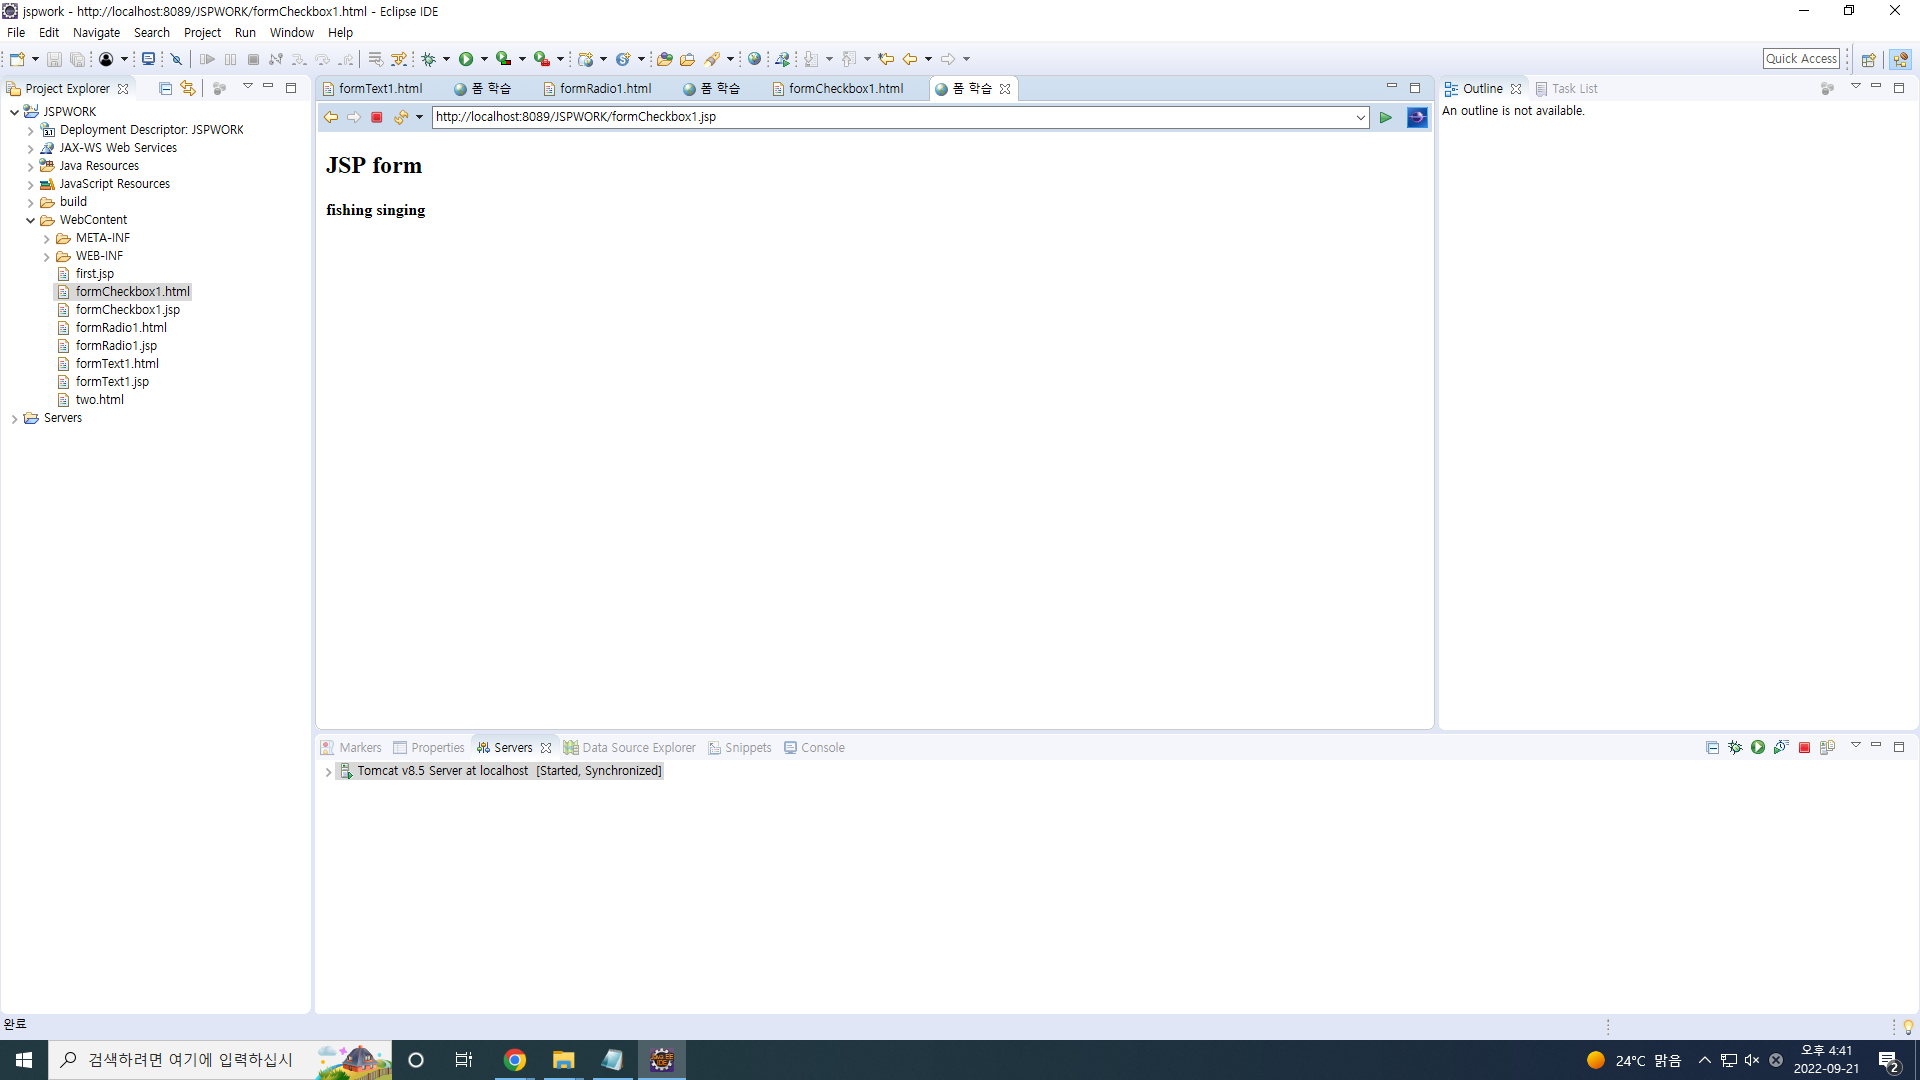 jspwork - http://localhost:8089/JSPWORK/formCheckbox1.html - Eclipse IDE
File Edit Navigate Search Project Run Window Help
Quick Access
Project Explorer
JSPWORK
Deployment Descriptor: JSPWORK
JAX-WS Web Services
Java Resources
JavaScript Resources
build
WebContent
META-INF
WEB-INF
first.jsp
formCheckbox1.html
formCheckbox1.jsp
formRadio1.html
formRadio1.jsp
formText1.html
formText1.jsp
two.html
Servers
formText1.html 폼 학습 formRadio1.html 폼 학습 formCheckbox1.html 폼 학습
http://localhost:8089/JSPWORK/formCheckbox1.jsp
JSP form
fishing singing
Outline Task List
An outline is not available.
Markers Properties Servers Data Source Explorer Snippets Console
Tomcat v8.5 Server at localhost [Started, Synchronized]
완료
검색하려면 여기에 입력하십시
24°C 맑음
오후 4:41
2022-09-21
2